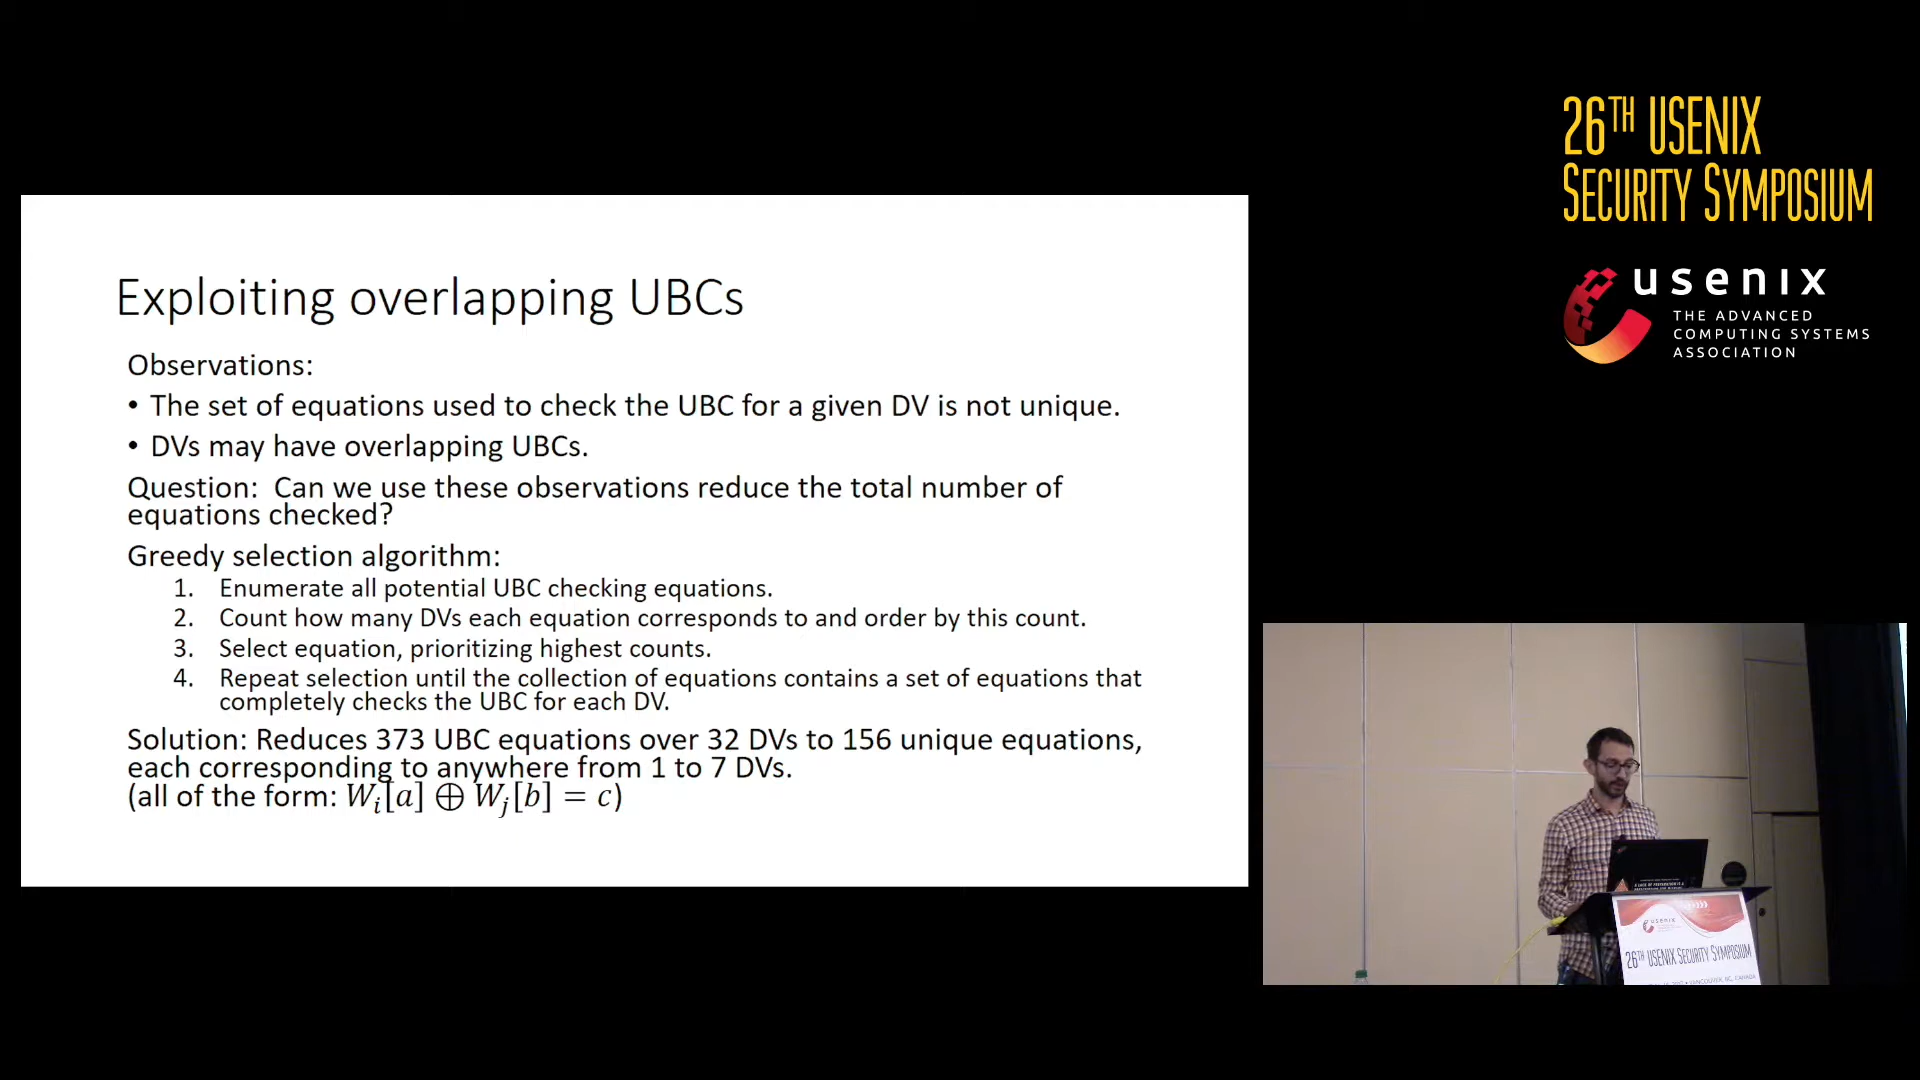 26TH USENIX
SECURITY SYMPOSIUM
usenix
THE ADVANCED
COMPUTING SYSTEMS
ASSOCIATION
Exploiting overlapping UBCs
Observations:
• The set of equations used to check the UBC for a given DV is not unique.
• DVs may have overlapping UBCs.
Question: Can we use these observations reduce the total number of
equations checked?
Greedy selection algorithm:
1. Enumerate all potential UBC checking equations.
2. Count how many DVs each equation corresponds to and order by this count.
3. Select equation, prioritizing highest counts.
4. Repeat selection until the collection of equations contains a set of equations that
completely checks the UBC for each DV.
Solution: Reduces 373 UBC equations over 32 DVs to 156 unique equations,
each corresponding to anywhere from 1 to 7 DVs.
(all of the form: Wᵢ[a] ⊕ Wⱼ[b] = c)
usenix
26TH USENIX SECURITY SYMPOSIUM